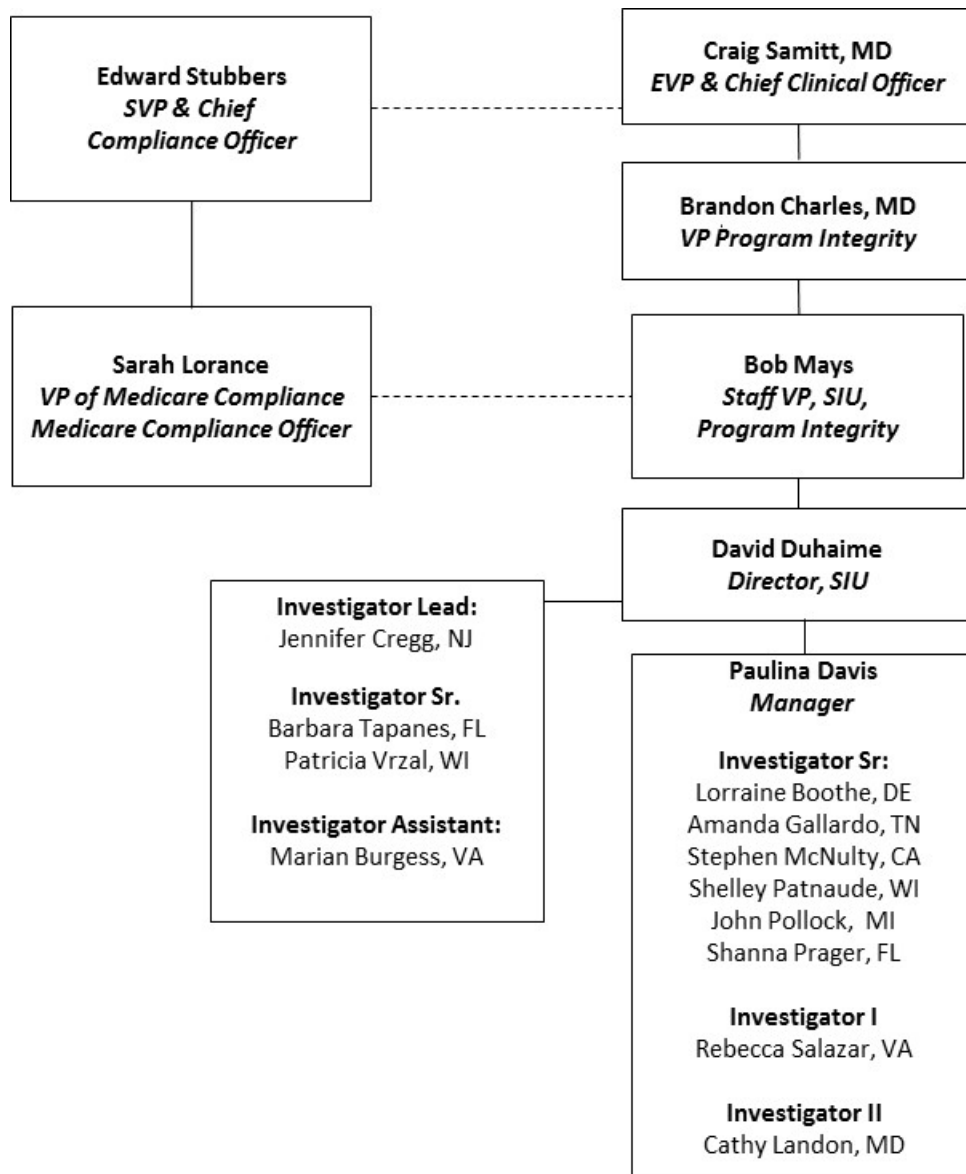 Edward Stubbers
SVP & Chief
Compliance Officer
Craig Samitt, MD
EVP & Chief Clinical Officer
Brandon Charles, MD
VP Program Integrity
Sarah Lorance
VP of Medicare Compliance
Medicare Compliance Officer
Bob Mays
Staff VP, SIU,
Program Integrity
David Duhaime
Director, SIU
Investigator Lead:
Jennifer Cregg, NJ
Investigator Sr.
Barbara Tapanes, FL
Patricia Vrzal, WI
Investigator Assistant:
Marian Burgess, VA
Paulina Davis
Manager
Investigator Sr:
Lorraine Boothe, DE
Amanda Gallardo, TN
Stephen McNulty, CA
Shelley Patnaude, WI
John Pollock,  MI
Shanna Prager, FL
Investigator I
Rebecca Salazar, VA
Investigator II
Cathy Landon, MD